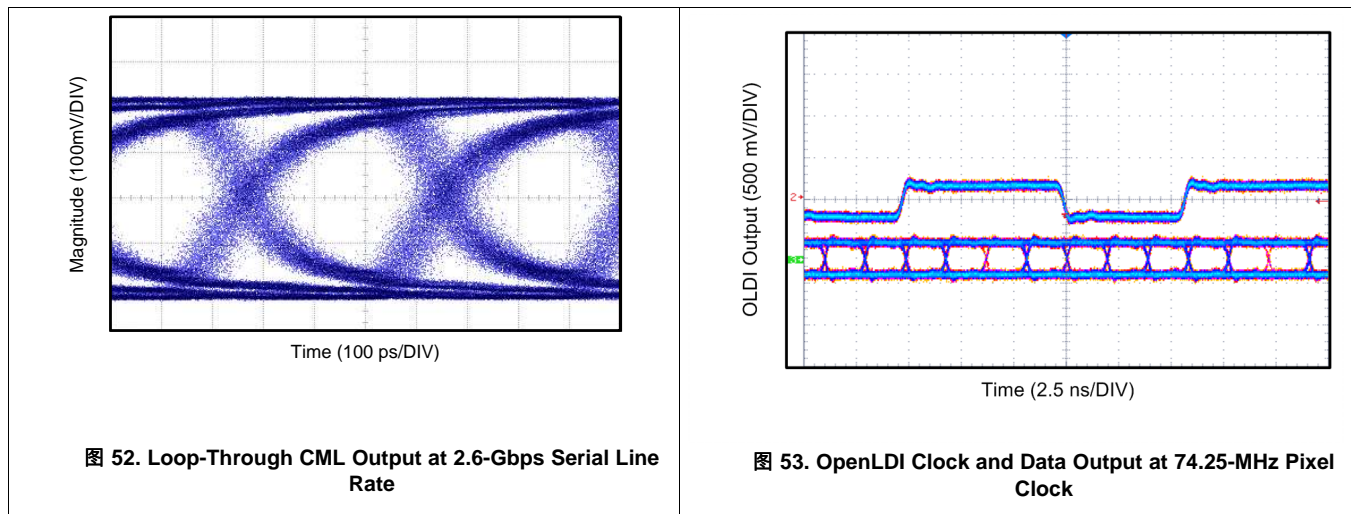 Magnitude (100mV/DIV)
Time (100 ps/DIV)
图 52. Loop-Through CML Output at 2.6-Gbps Serial Line
Rate
OLDI Output (500 mV/DIV)
2
Time (2.5 ns/DIV)
图 53. OpenLDI Clock and Data Output at 74.25-MHz Pixel
Clock